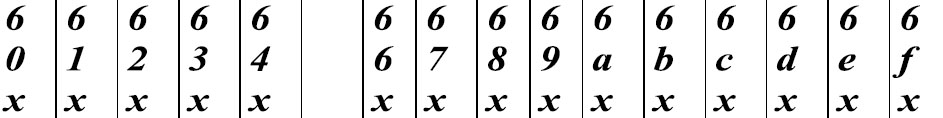 6 6 6 6 6 6 6 6 6 6 6 6 6 6 6
0 1 2 3 4 6 7 8 9 a b c d e f
x x x x x x x x x x x x x x x